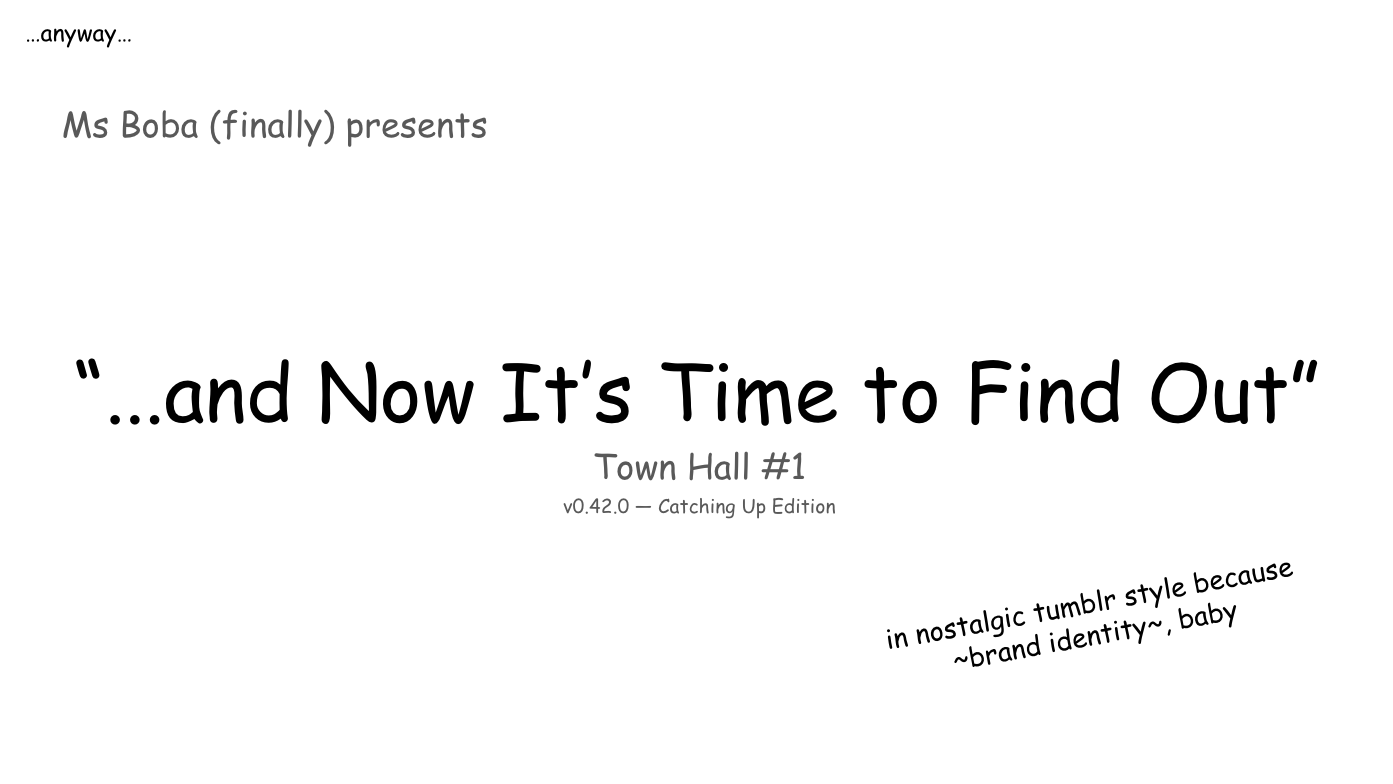 ...anyway...
Ms Boba (finally) presents
“...and Now It’s Time to Find Out”
Town Hall #1
v0.42.0 — Catching Up Edition
in nostalgic tumblr style because
~brand identity~, baby